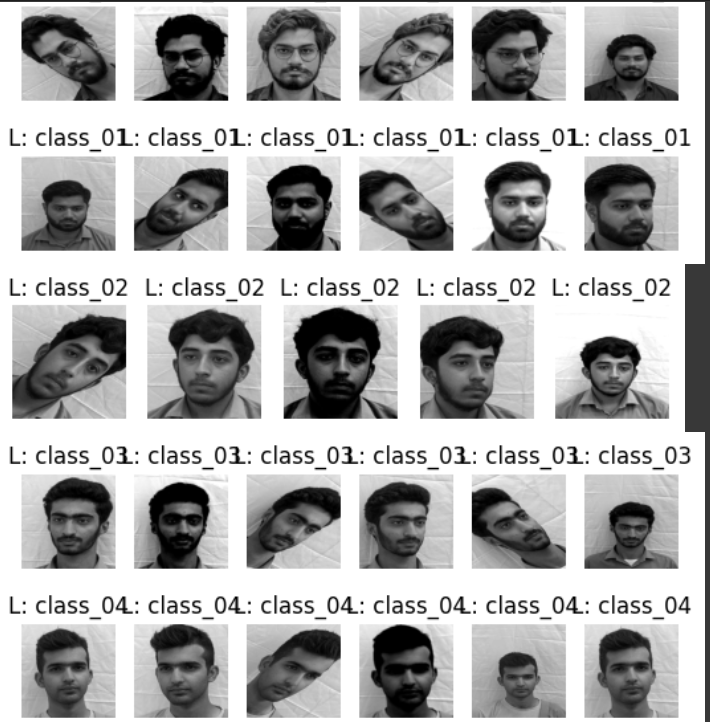 L: class_01 L: class_01 L: class_01 L: class_01 L: class_01 L: class_01
L: class_02 L: class_02 L: class_02 L: class_02 L: class_02
L: class_03 L: class_03 L: class_03 L: class_03 L: class_03 L: class_03
L: class_04 L: class_04 L: class_04 L: class_04 L: class_04 L: class_04